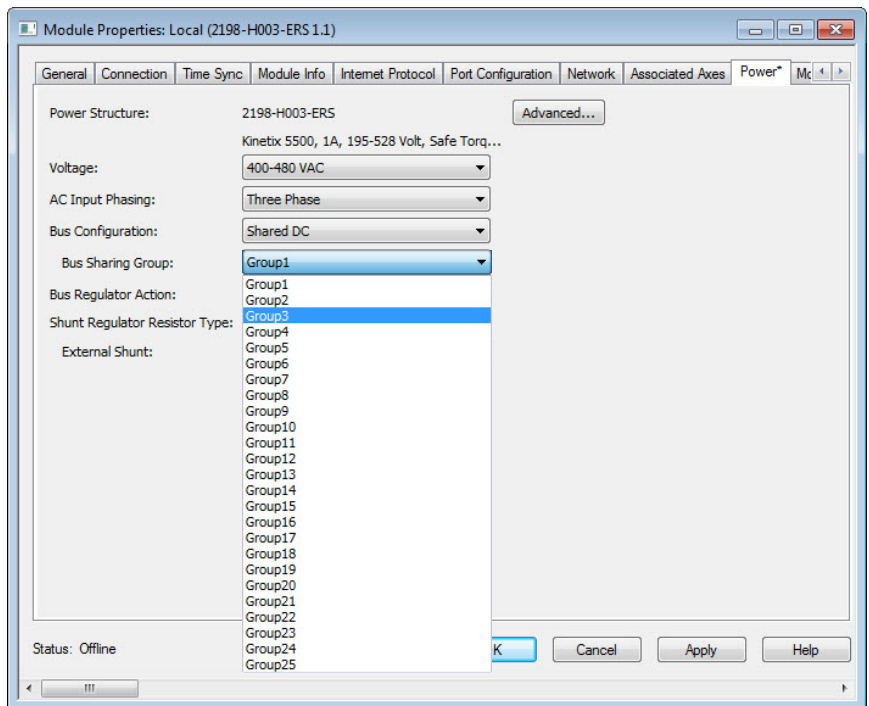 Module Properties: Local (2198-H003-ERS 1.1)
General Connection Time Sync Module Info Internet Protocol Port Configuration Network Associated Axes Power*
Power Structure: 2198-H003-ERS Advanced...
Kinetix 5500, 1A, 195-528 Volt, Safe Torq...
Voltage: 400-480 VAC
AC Input Phasing: Three Phase
Bus Configuration: Shared DC
Bus Sharing Group: Group1
Group1
Bus Regulator Action: Group2
Group3
Shunt Regulator Resistor Type: Group4
Group5
External Shunt: Group6
Group7
Group8
Group9
Group10
Group11
Group12
Group13
Group14
Group15
Group16
Group17
Group18
Group19
Group20
Group21
Group22
Group23
Status: Offline Group24 K Cancel Apply Help
Group25